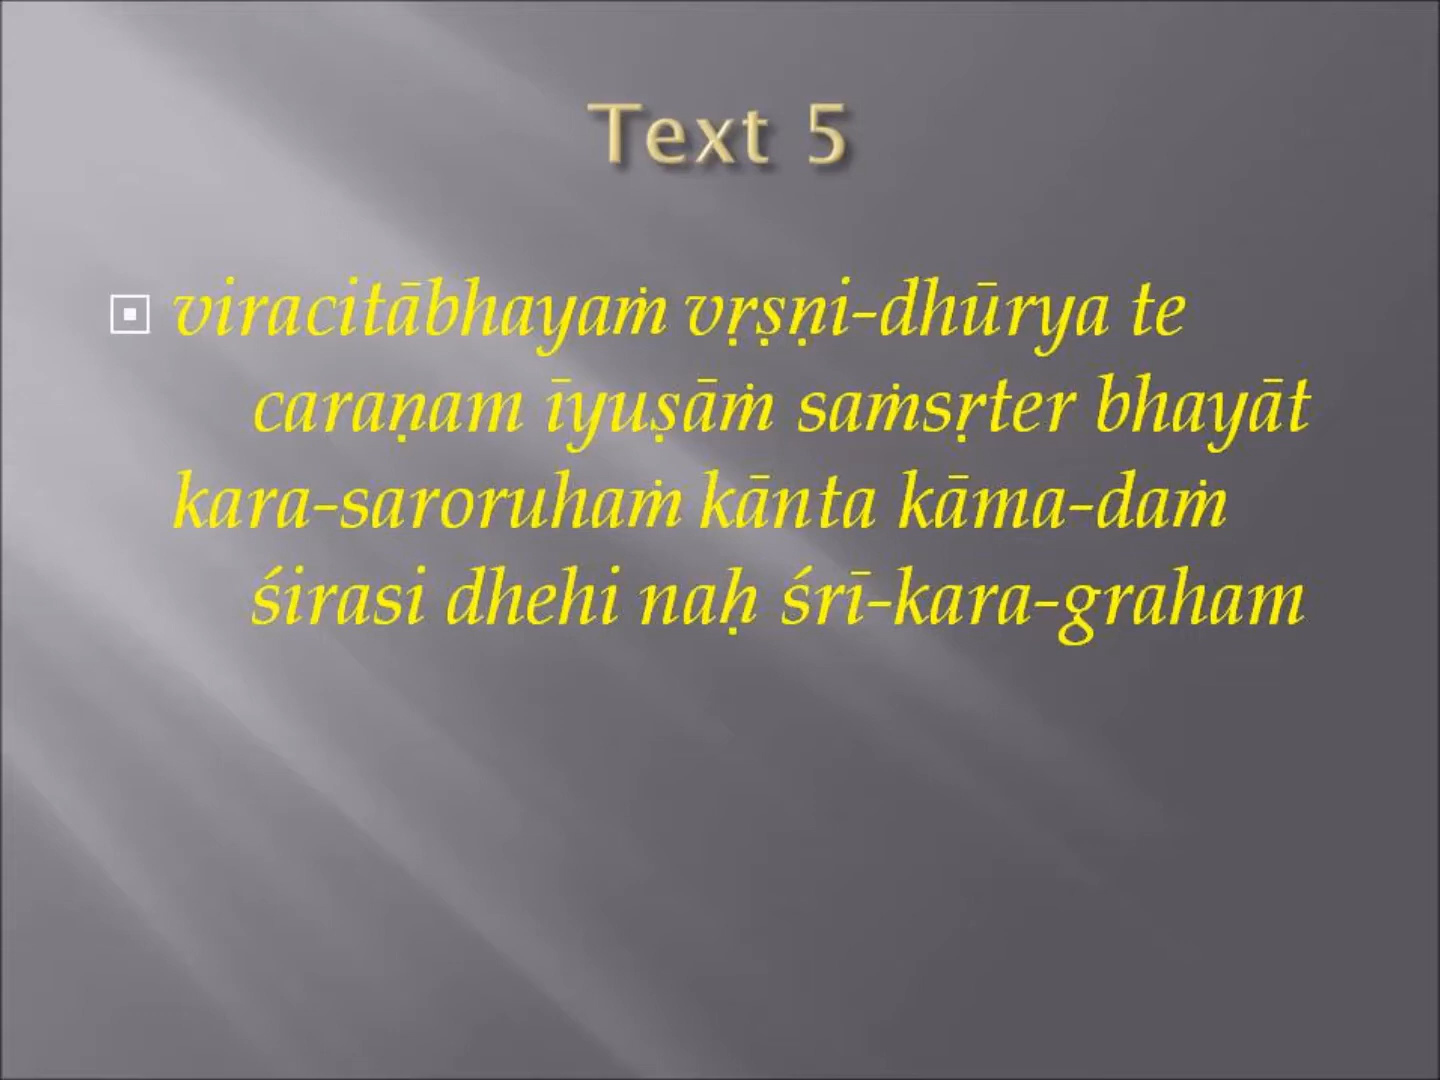 Text 5
viracitābhayaṁ vṛṣṇi-dhūrya te
caraṇam īyuṣāṁ saṁsṛter bhayāt
kara-saroruhaṁ kānta kāma-daṁ
śirasi dhehi naḥ śrī-kara-graham